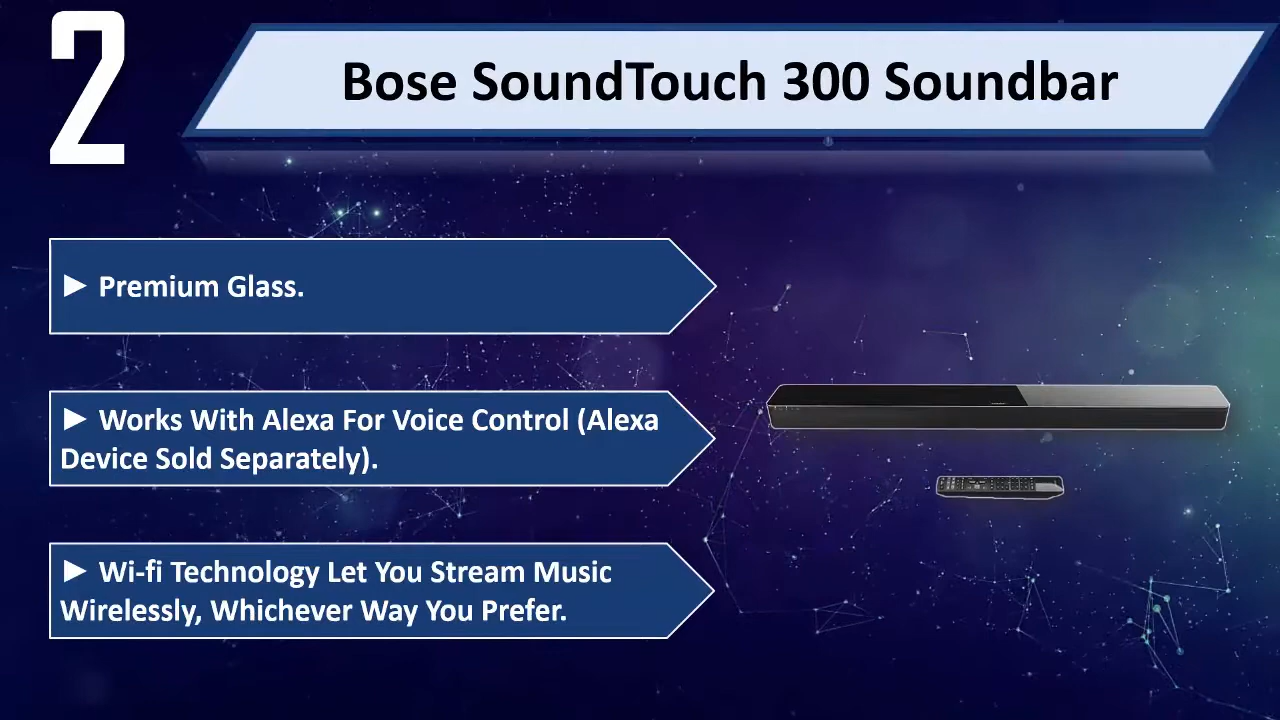 2
Bose SoundTouch 300 Soundbar
► Premium Glass.
► Works With Alexa For Voice Control (Alexa
Device Sold Separately).
► Wi-fi Technology Let You Stream Music
Wirelessly, Whichever Way You Prefer.